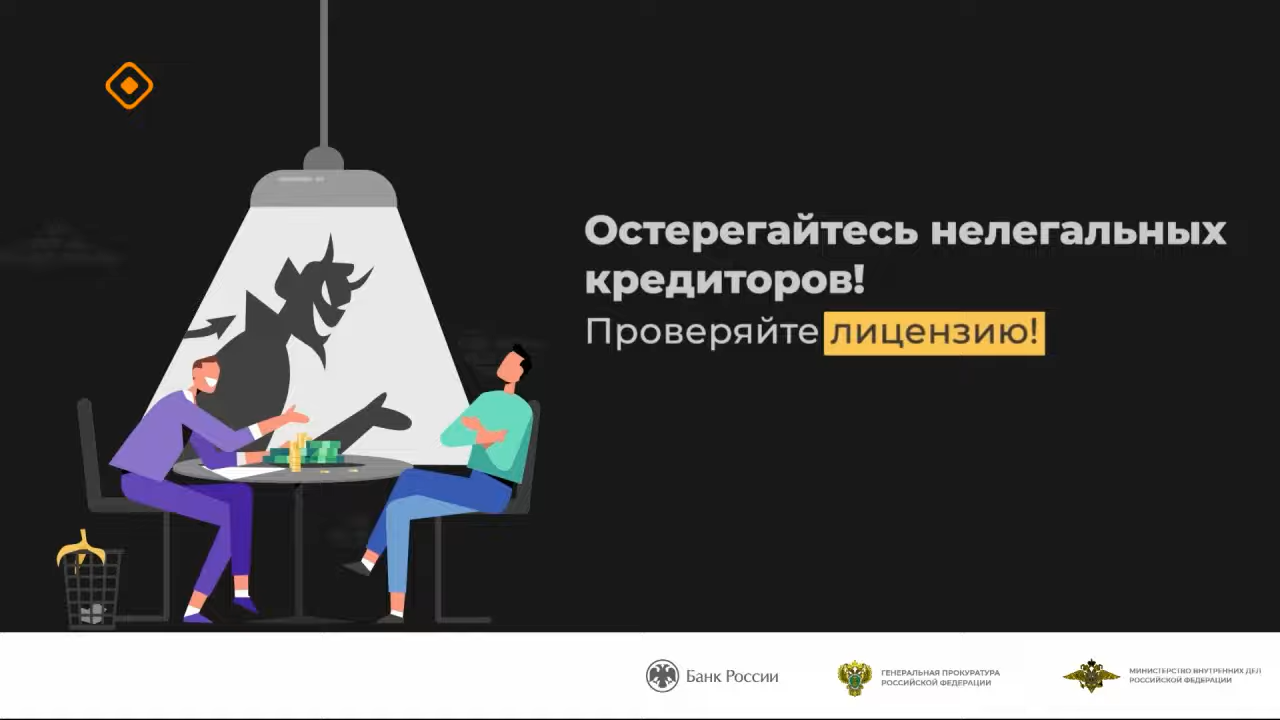 Остерегайтесь нелегальных
кредиторов!
Проверяйте лицензию!
Банк России
ГЕНЕРАЛЬНАЯ ПРОКУРАТУРА
РОССИЙСКОЙ ФЕДЕРАЦИИ
МИНИСТЕРСТВО ВНУТРЕННИХ ДЕЛ
РОССИЙСКОЙ ФЕДЕРАЦИИ